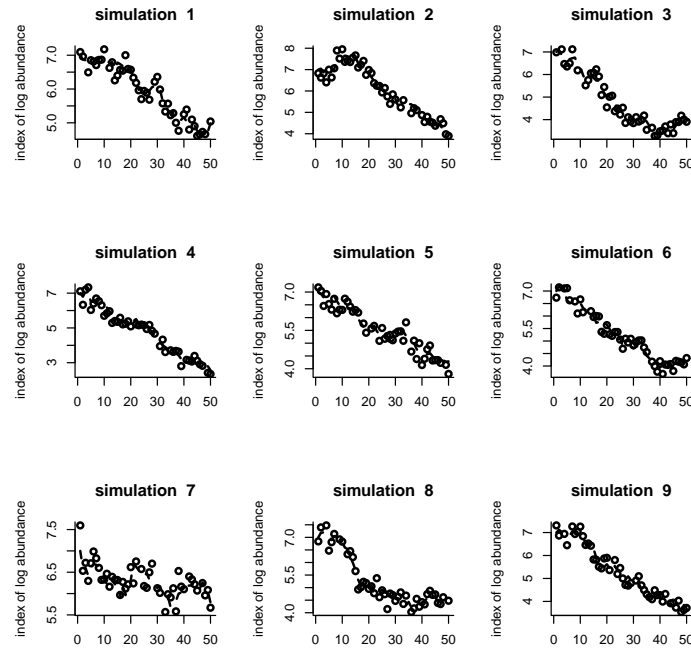 simulation 1
index of log abundance
7.0
6.0
5.0
0 10 20 30 40 50
simulation 2
index of log abundance
8
7
6
5
4
0 10 20 30 40 50
simulation 3
index of log abundance
7
6
5
4
0 10 20 30 40 50
simulation 4
index of log abundance
7
5
3
0 10 20 30 40 50
simulation 5
index of log abundance
7.0
5.5
4.0
0 10 20 30 40 50
simulation 6
index of log abundance
7.0
5.5
4.0
0 10 20 30 40 50
simulation 7
index of log abundance
7.5
6.5
5.5
0 10 20 30 40 50
simulation 8
index of log abundance
7.0
5.5
4.0
0 10 20 30 40 50
simulation 9
index of log abundance
7
6
5
4
0 10 20 30 40 50